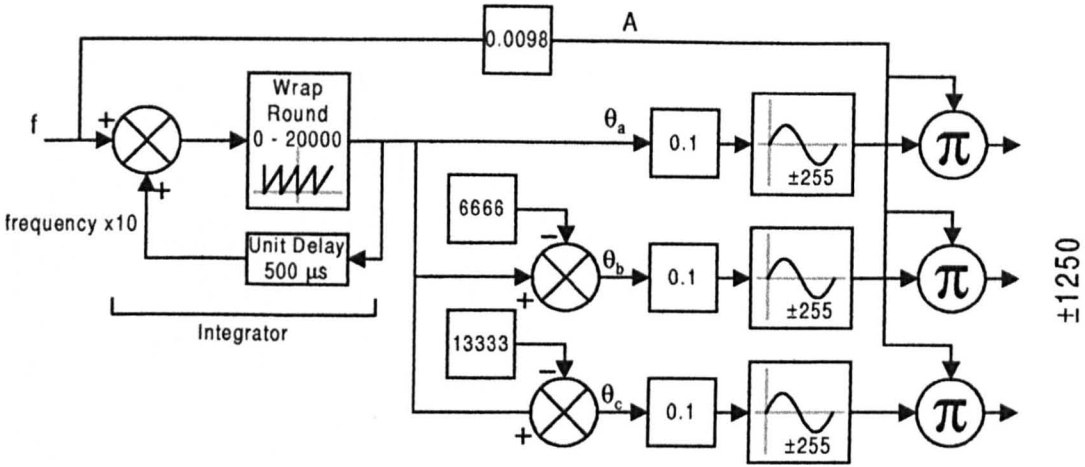 0.0098
A
f
+
+
frequency x10
Wrap
Round
0 - 20000
Unit Delay
500 µs
Integrator
θa
0.1
±255
π
6666
−
+
θb
0.1
±255
π
13333
−
+
θc
0.1
±255
π
±1250